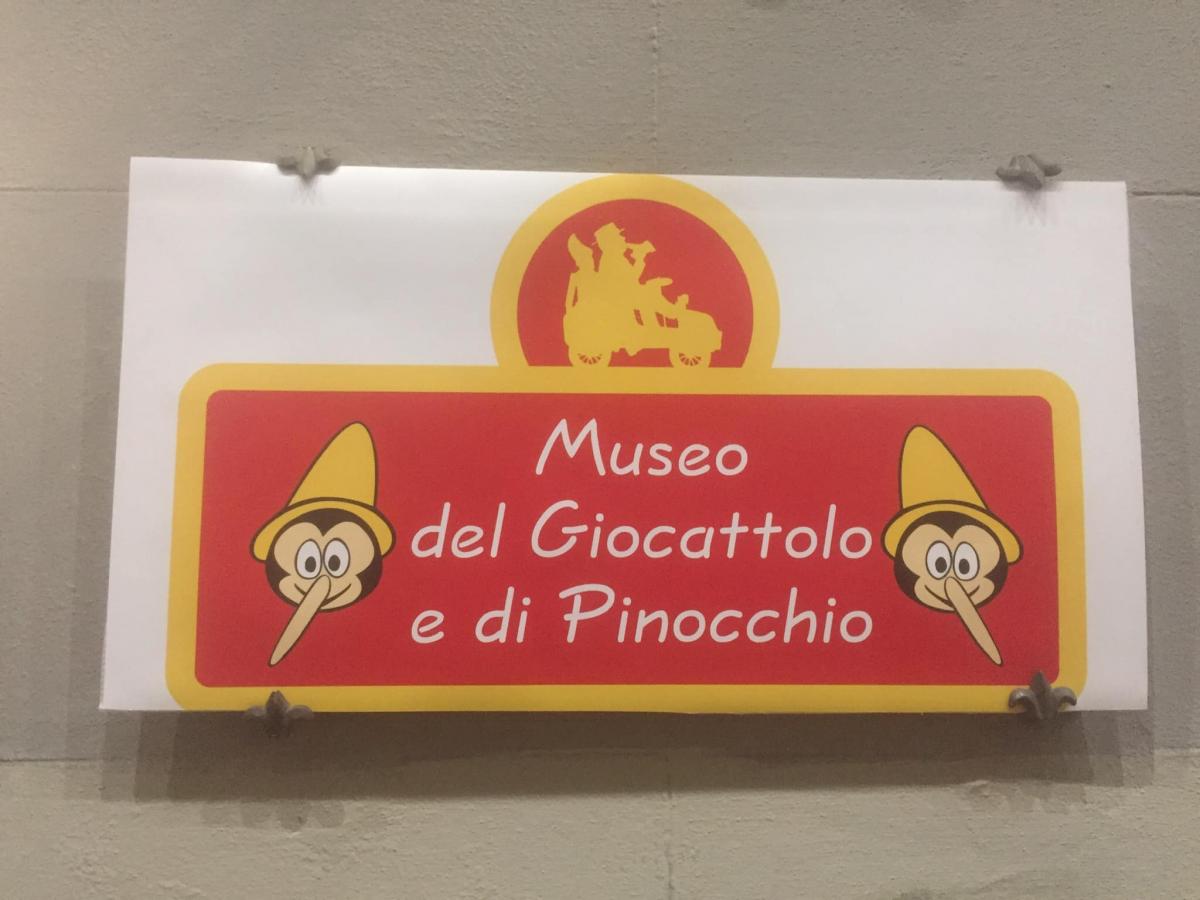 Museo
del Giocattolo
e di Pinocchio